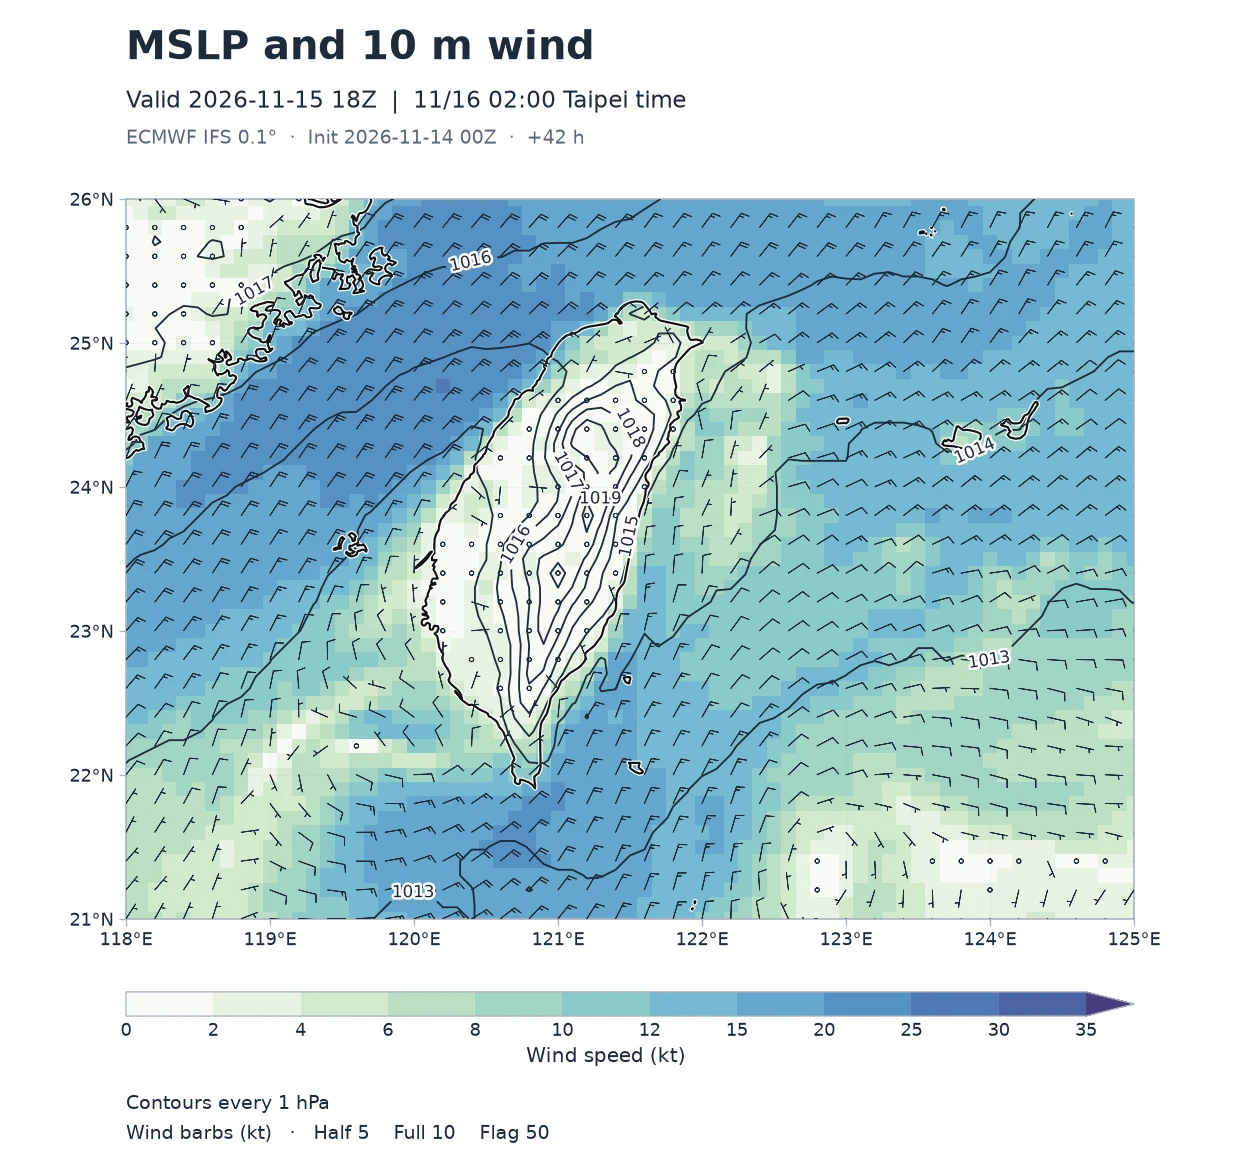 MSLP and 10 m wind
Valid 2026-11-15 18Z | 11/16 02:00 Taipei time
ECMWF IFS 0.1° · Init 2026-11-14 00Z · +42 h
26°N
1016
1017
25°N
1018
1014
24°N
1017
1019
1016
1015
23°N
1013
22°N
1013
21°N
118°E 119°E 120°E 121°E 122°E 123°E 124°E 125°E
0 2 4 6 8 10 12 15 20 25 30 35
Wind speed (kt)
Contours every 1 hPa
Wind barbs (kt) · Half 5 Full 10 Flag 50